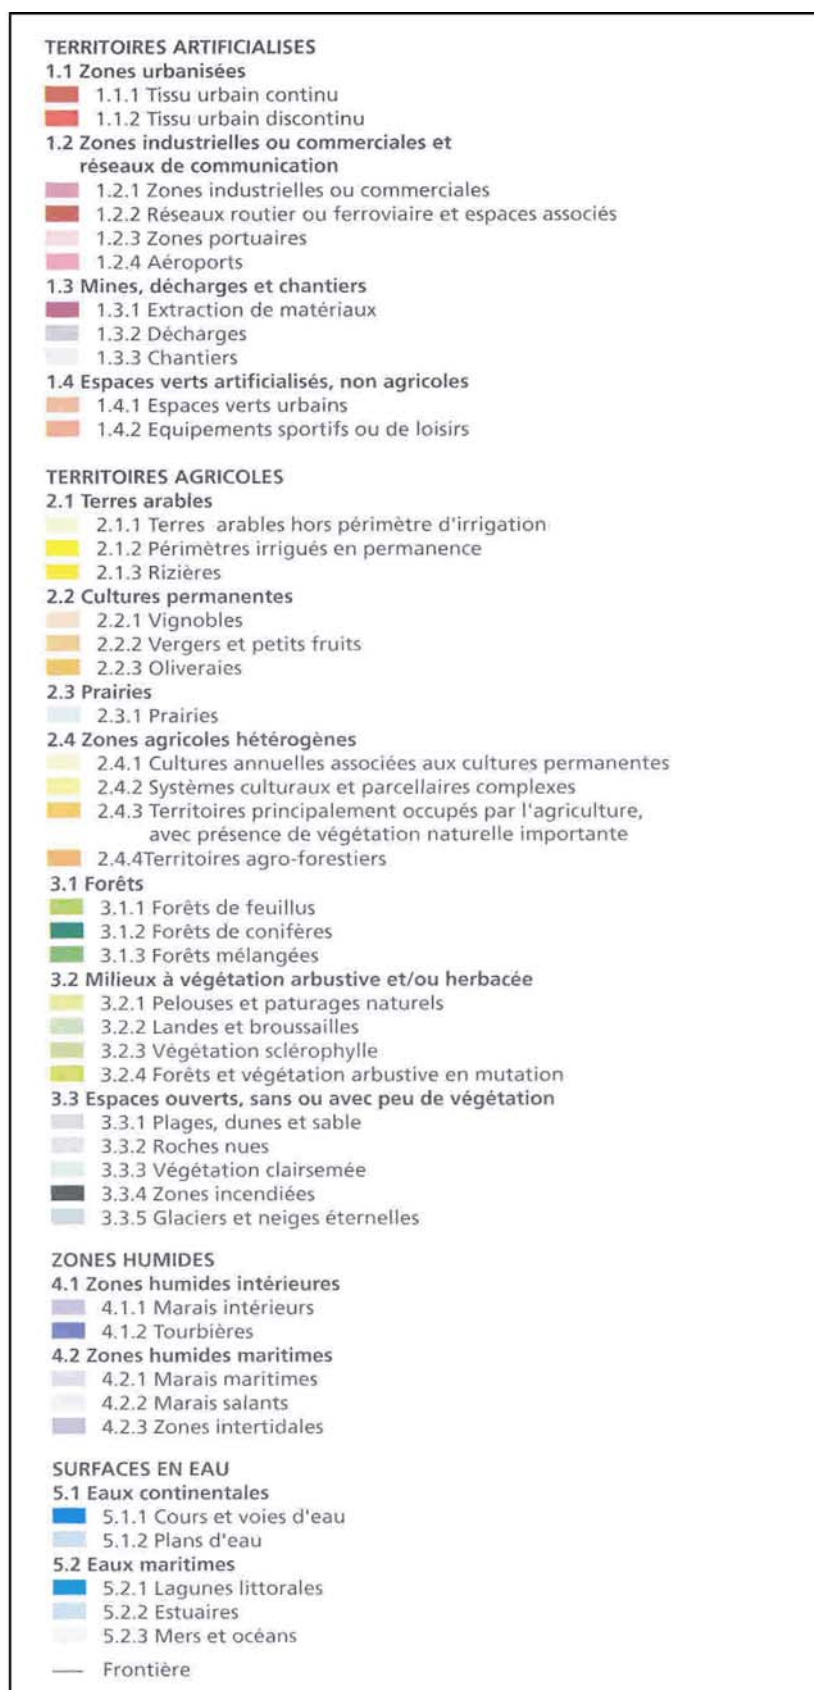 TERRITOIRES ARTIFICIALISES
1.1 Zones urbanisées
1.1.1 Tissu urbain continu
1.1.2 Tissu urbain discontinu
1.2 Zones industrielles ou commerciales et
réseaux de communication
1.2.1 Zones industrielles ou commerciales
1.2.2 Réseaux routier ou ferroviaire et espaces associés
1.2.3 Zones portuaires
1.2.4 Aéroports
1.3 Mines, décharges et chantiers
1.3.1 Extraction de matériaux
1.3.2 Décharges
1.3.3 Chantiers
1.4 Espaces verts artificialisés, non agricoles
1.4.1 Espaces verts urbains
1.4.2 Equipements sportifs ou de loisirs
TERRITOIRES AGRICOLES
2.1 Terres arables
2.1.1 Terres arables hors périmètre d'irrigation
2.1.2 Périmètres irrigués en permanence
2.1.3 Rizières
2.2 Cultures permanentes
2.2.1 Vignobles
2.2.2 Vergers et petits fruits
2.2.3 Oliveraies
2.3 Prairies
2.3.1 Prairies
2.4 Zones agricoles hétérogènes
2.4.1 Cultures annuelles associées aux cultures permanentes
2.4.2 Systèmes culturaux et parcellaires complexes
2.4.3 Territoires principalement occupés par l'agriculture,
avec présence de végétation naturelle importante
2.4.4Territoires agro-forestiers
3.1 Forêts
3.1.1 Forêts de feuillus
3.1.2 Forêts de conifères
3.1.3 Forêts mélangées
3.2 Milieux à végétation arbustive et/ou herbacée
3.2.1 Pelouses et paturages naturels
3.2.2 Landes et broussailles
3.2.3 Végétation sclérophylle
3.2.4 Forêts et végétation arbustive en mutation
3.3 Espaces ouverts, sans ou avec peu de végétation
3.3.1 Plages, dunes et sable
3.3.2 Roches nues
3.3.3 Végétation clairsemée
3.3.4 Zones incendiées
3.3.5 Glaciers et neiges éternelles
ZONES HUMIDES
4.1 Zones humides intérieures
4.1.1 Marais intérieurs
4.1.2 Tourbières
4.2 Zones humides maritimes
4.2.1 Marais maritimes
4.2.2 Marais salants
4.2.3 Zones intertidales
SURFACES EN EAU
5.1 Eaux continentales
5.1.1 Cours et voies d'eau
5.1.2 Plans d'eau
5.2 Eaux maritimes
5.2.1 Lagunes littorales
5.2.2 Estuaires
5.2.3 Mers et océans
Frontière